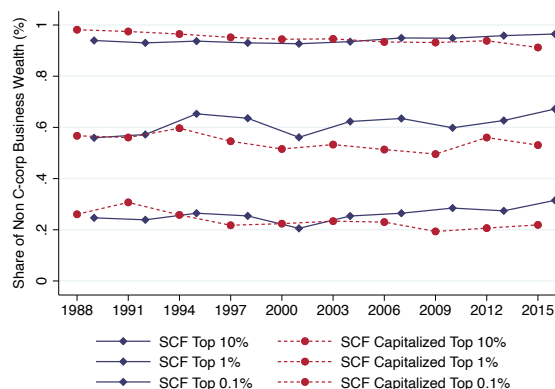 Share of Non C-corp Business Wealth (%)
1
.8
.6
.4
.2
0
1988 1991 1994 1997 2000 2003 2006 2009 2012 2015
SCF Top 10% SCF Capitalized Top 10%
SCF Top 1% SCF Capitalized Top 1%
SCF Top 0.1% SCF Capitalized Top 0.1%